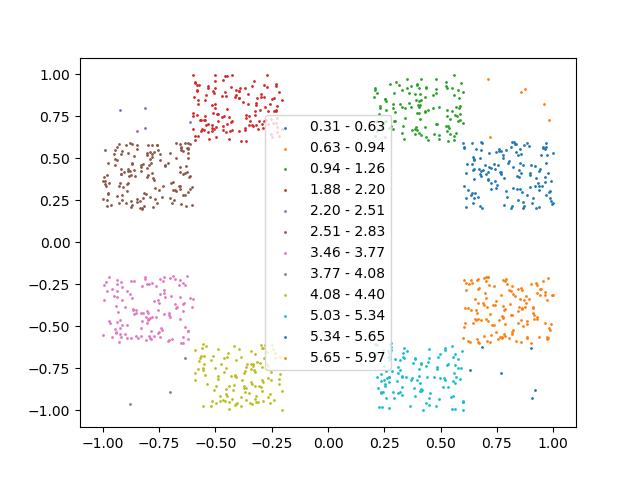 1.00
0.75
0.50
0.25
0.00
−0.25
−0.50
−0.75
−1.00
0.31 - 0.63
0.63 - 0.94
0.94 - 1.26
1.88 - 2.20
2.20 - 2.51
2.51 - 2.83
3.46 - 3.77
3.77 - 4.08
4.08 - 4.40
5.03 - 5.34
5.34 - 5.65
5.65 - 5.97
−1.00 −0.75 −0.50 −0.25 0.00 0.25 0.50 0.75 1.00